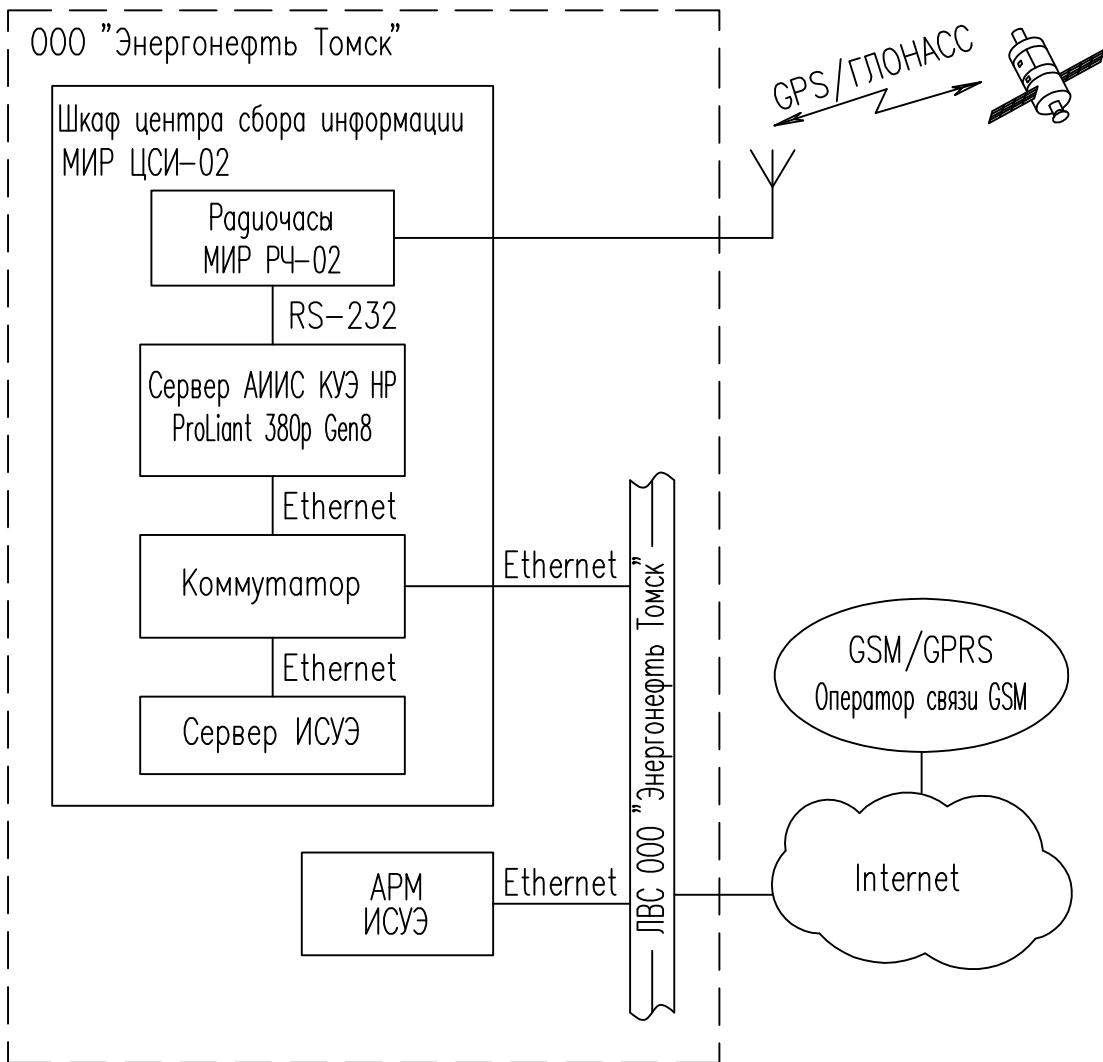 ООО "Энергонефть Томск"
GPS/ГЛОНАСС
Шкаф центра сбора информации
МИР ЦСИ-02
Радиочасы
МИР РЧ-02
RS-232
Сервер АИИС КУЭ HP
ProLiant 380p Gen8
Ethernet
Коммутатор
Ethernet
Ethernet
Сервер ИСУЭ
ЛВС ООО "Энергонефть Томск"
GSM/GPRS
Оператор связи GSM
АРМ
ИСУЭ
Ethernet
Internet